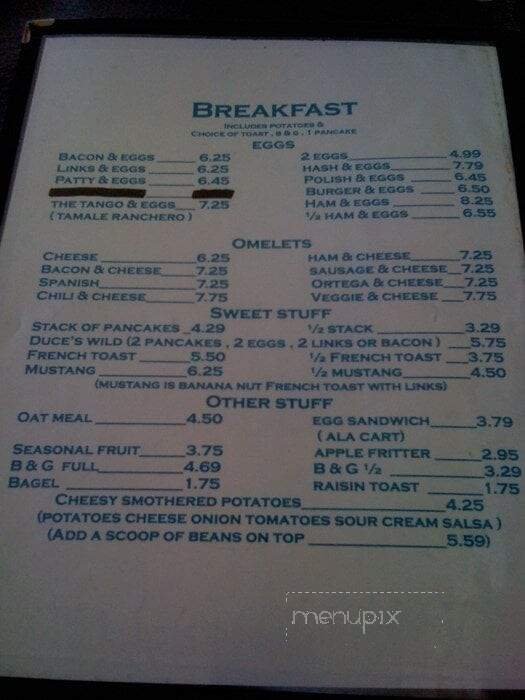 BREAKFAST
INCLUDES POTATOES &
CHOICE OF TOAST, B & G, 1 PANCAKE
EGGS
BACON & EGGS 6.25
LINKS & EGGS 6.25
PATTY & EGGS 6.45
THE TANGO & EGGS 7.25
(TAMALE RANCHERO)
2 EGGS 4.99
HASH & EGGS 7.79
POLISH & EGGS 6.45
BURGER & EGGS 6.50
HAM & EGGS 8.25
½ HAM & EGGS 6.55
OMELETS
CHEESE 6.25
BACON & CHEESE 7.25
SPANISH 7.25
CHILI & CHEESE 7.75
HAM & CHEESE 7.25
SAUSAGE & CHEESE 7.25
ORTEGA & CHEESE 7.25
VEGGIE & CHEESE 7.75
SWEET STUFF
STACK OF PANCAKES 4.29
½ STACK 3.29
DUCE'S WILD (2 PANCAKES, 2 EGGS, 2 LINKS OR BACON) 5.75
FRENCH TOAST 5.50
½ FRENCH TOAST 3.75
MUSTANG 6.25
½ MUSTANG 4.50
(MUSTANG IS BANANA NUT FRENCH TOAST WITH LINKS)
OTHER STUFF
OAT MEAL 4.50
SEASONAL FRUIT 3.75
B & G FULL 4.69
BAGEL 1.75
EGG SANDWICH 3.79
(ALA CART)
APPLE FRITTER 2.95
B & G ½ 3.29
RAISIN TOAST 1.75
CHEESY SMOTHERED POTATOES 4.25
(POTATOES CHEESE ONION TOMATOES SOUR CREAM SALSA)
(ADD A SCOOP OF BEANS ON TOP 5.59)
menupix